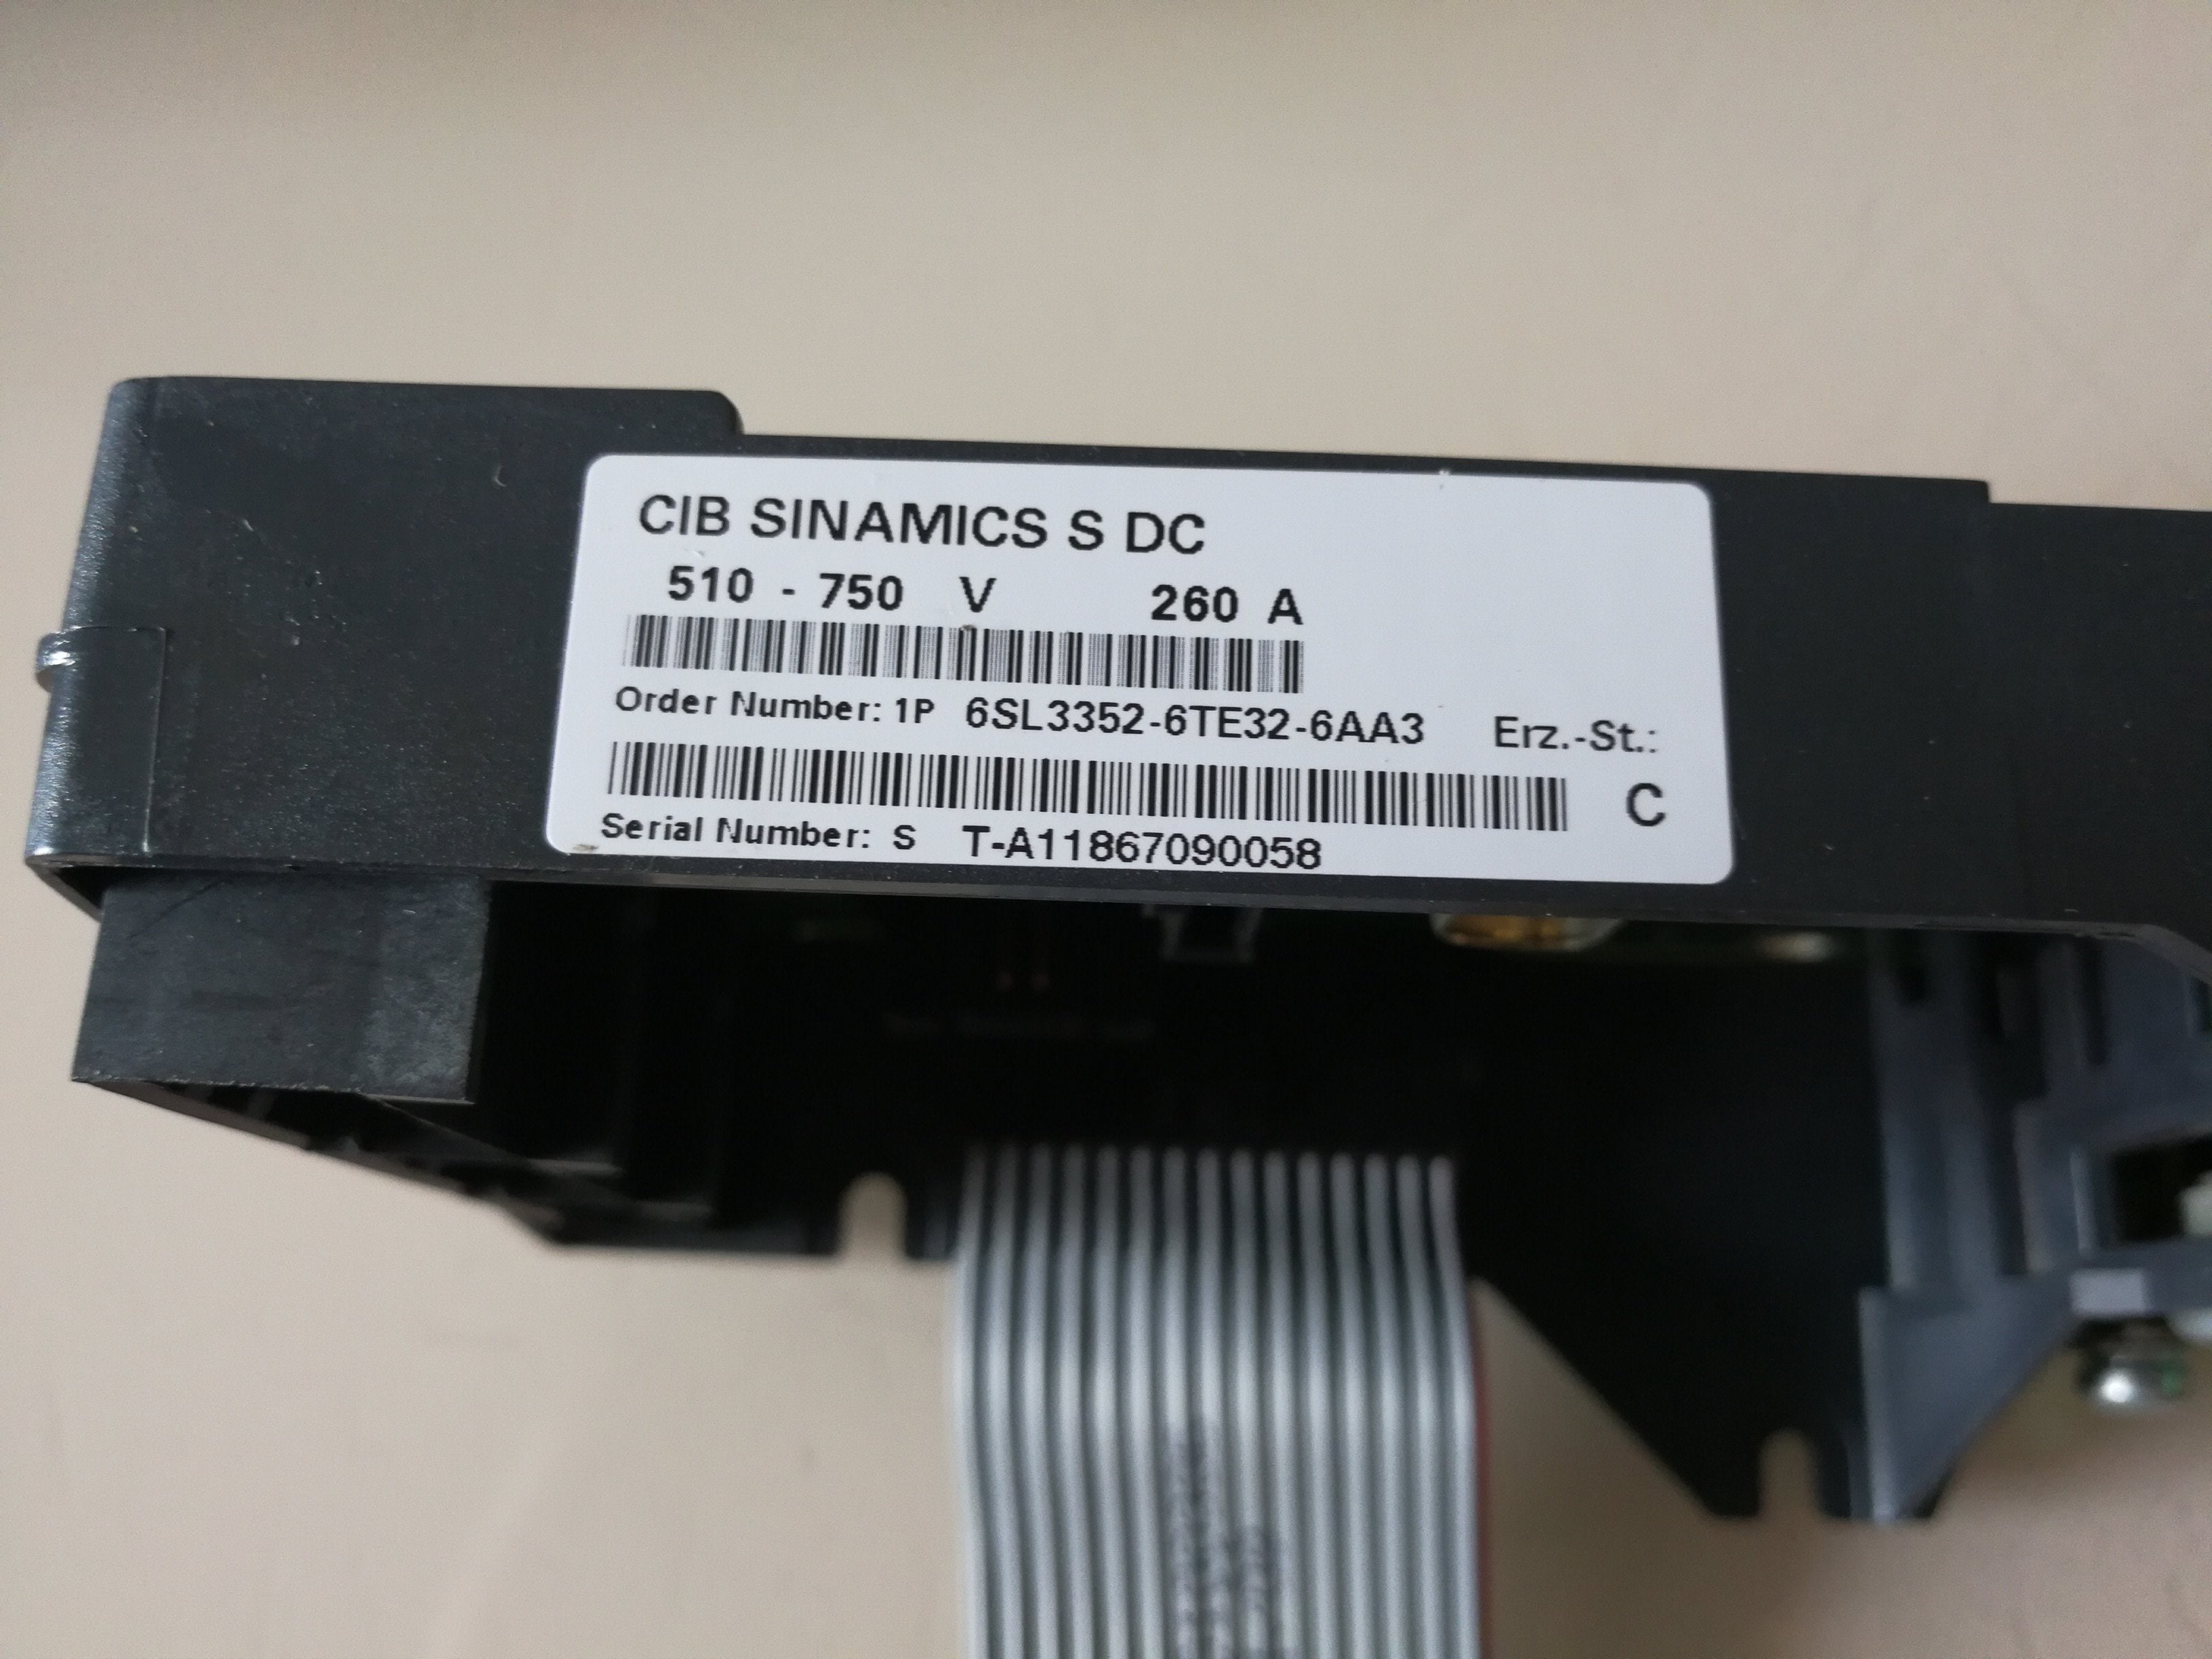 CIB SINAMICS S DC
510 - 750 V 260 A
Order Number: 1P 6SL3352-6TE32-6AA3 Erz.-St.:
C
Serial Number: S T-A11867090058